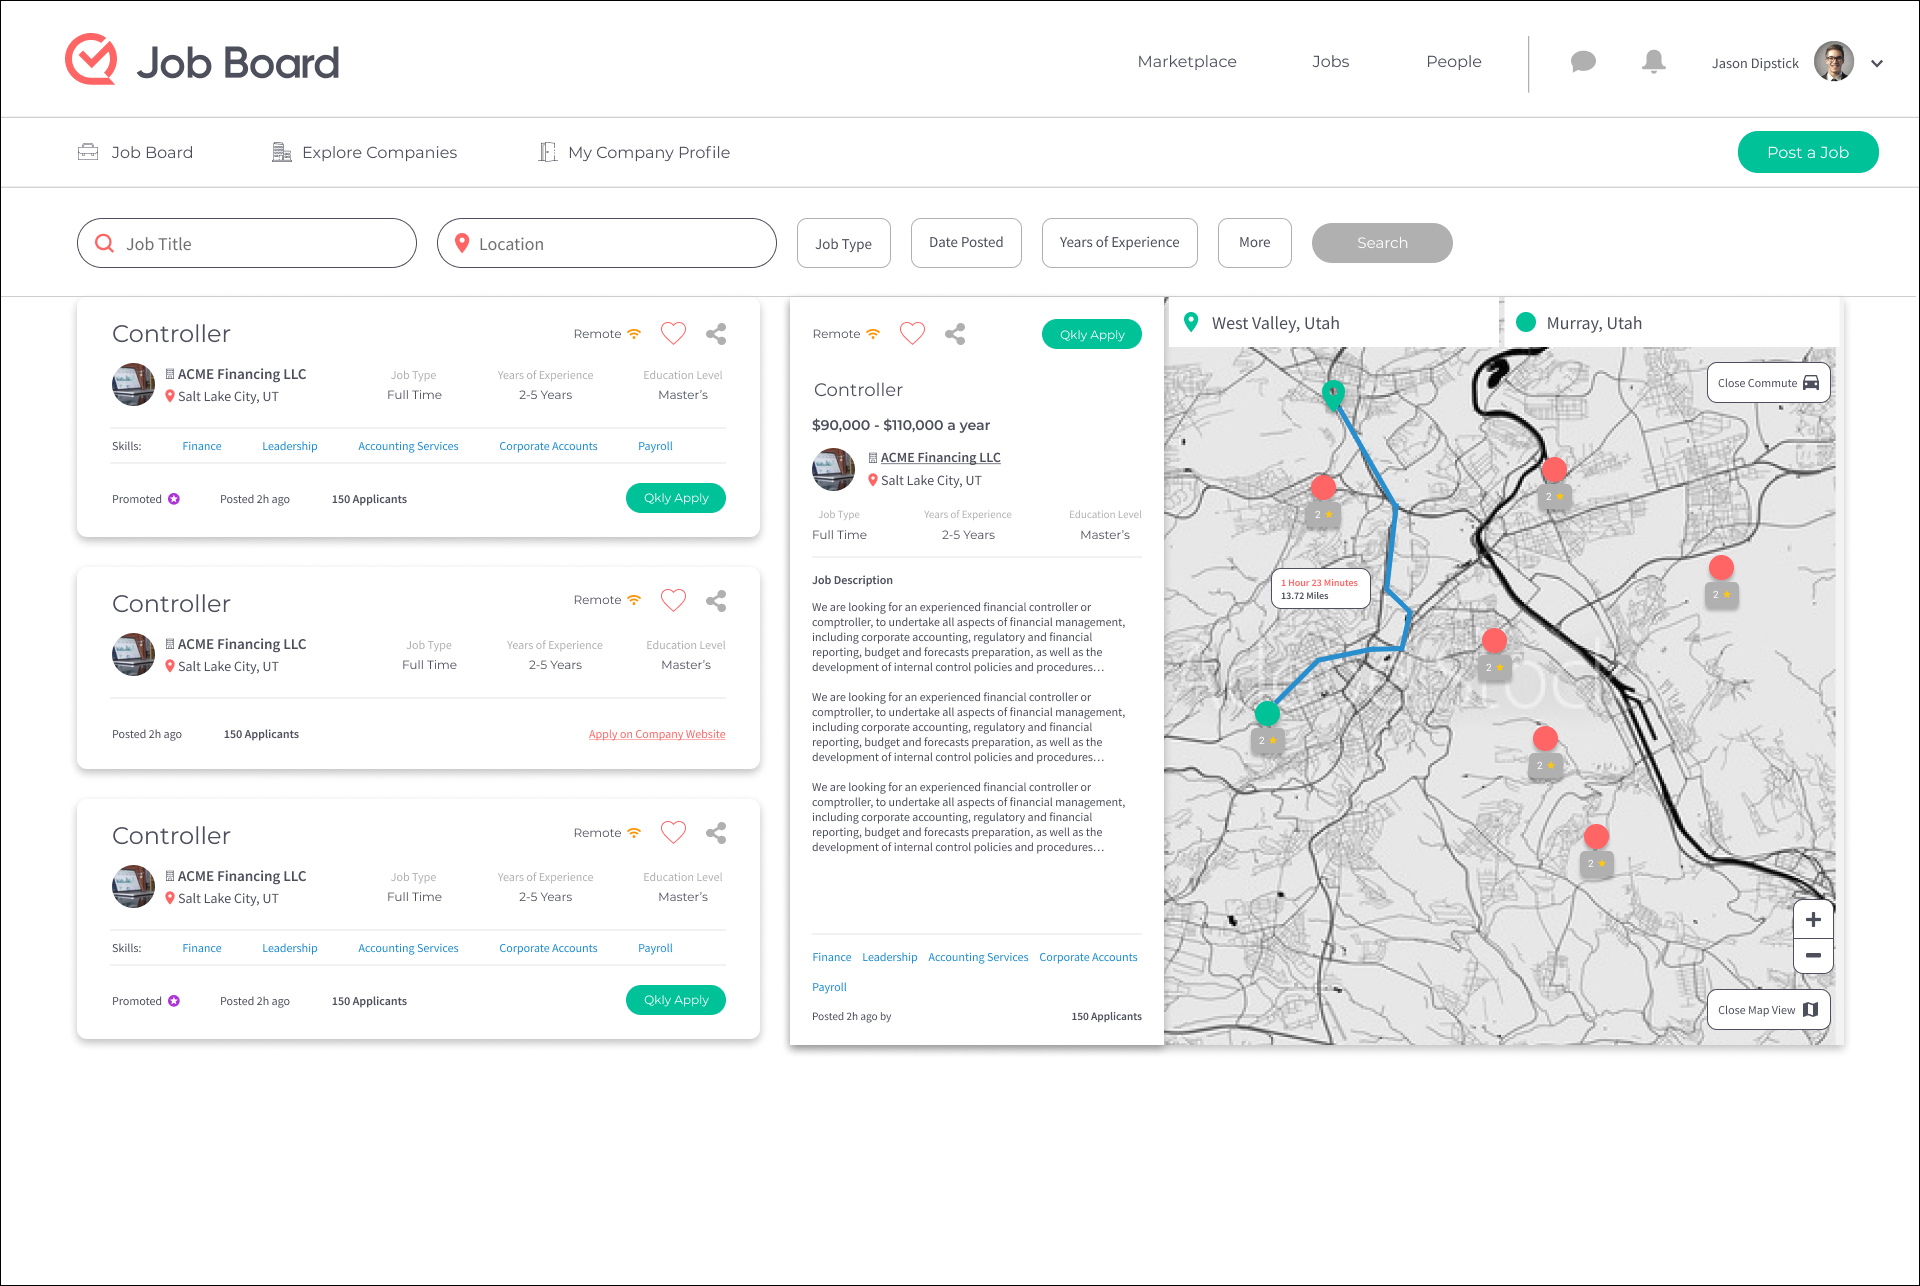 Job Board
Marketplace
Jobs
People
Jason Dipstick
Job Board
Explore Companies
My Company Profile
Post a Job
Job Title
Location
Job Type
Date Posted
Years of Experience
More
Search
Controller
Remote
ACME Financing LLC
Salt Lake City, UT
Job Type
Full Time
Years of Experience
2-5 Years
Education Level
Master's
Skills:
Finance
Leadership
Accounting Services
Corporate Accounts
Payroll
Promoted
Posted 2h ago
150 Applicants
Qkly Apply
Controller
Remote
ACME Financing LLC
Salt Lake City, UT
Job Type
Full Time
Years of Experience
2-5 Years
Education Level
Master's
Posted 2h ago
150 Applicants
Apply on Company Website
Controller
Remote
ACME Financing LLC
Salt Lake City, UT
Job Type
Full Time
Years of Experience
2-5 Years
Education Level
Master's
Skills:
Finance
Leadership
Accounting Services
Corporate Accounts
Payroll
Promoted
Posted 2h ago
150 Applicants
Qkly Apply
Remote
Qkly Apply
Controller
$90,000 - $110,000 a year
ACME Financing LLC
Salt Lake City, UT
Job Type
Full Time
Years of Experience
2-5 Years
Education Level
Master's
Job Description
We are looking for an experienced financial controller or
comptroller, to undertake all aspects of financial management,
including corporate accounting, regulatory and financial
reporting, budget and forecasts preparation, as well as the
development of internal control policies and procedures…
We are looking for an experienced financial controller or
comptroller, to undertake all aspects of financial management,
including corporate accounting, regulatory and financial
reporting, budget and forecasts preparation, as well as the
development of internal control policies and procedures…
We are looking for an experienced financial controller or
comptroller, to undertake all aspects of financial management,
including corporate accounting, regulatory and financial
reporting, budget and forecasts preparation, as well as the
development of internal control policies and procedures…
Finance
Leadership
Accounting Services
Corporate Accounts
Payroll
Posted 2h ago by
150 Applicants
West Valley, Utah
Murray, Utah
Close Commute
2
2
1 Hour 23 Minutes
13.72 Miles
2
2
2
2
2
Close Map View